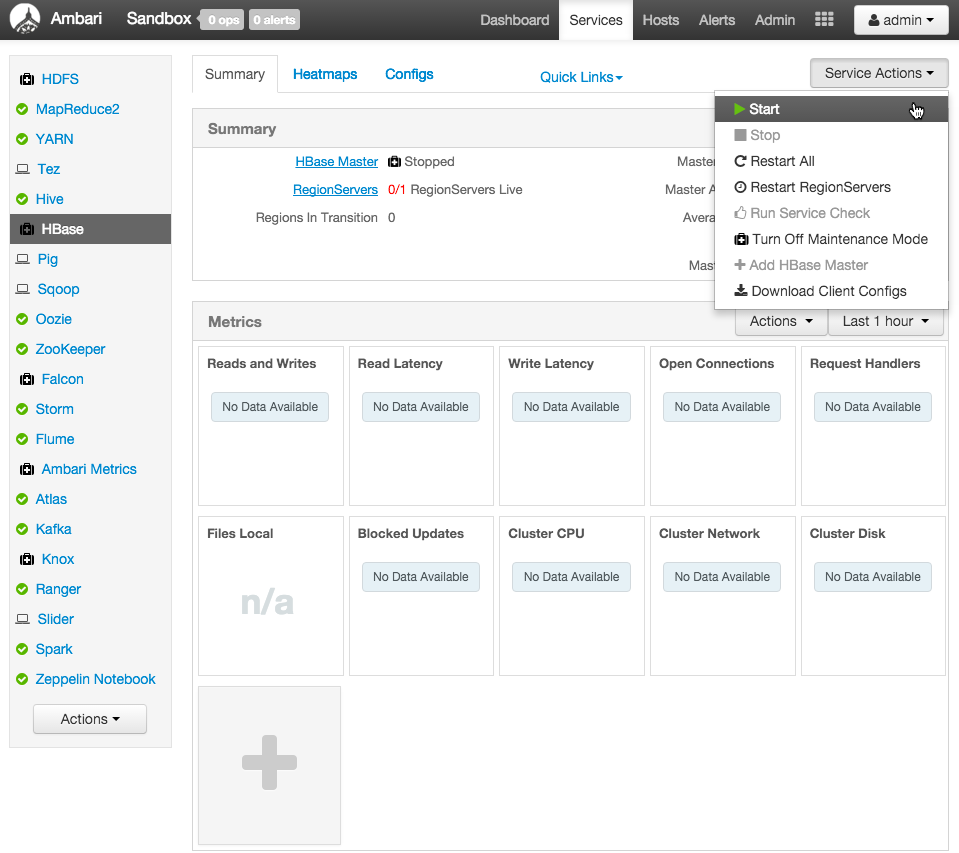 Ambari Sandbox 0 ops 0 alerts Dashboard Services Hosts Alerts Admin admin
HDFS
MapReduce2
YARN
Tez
Hive
HBase
Pig
Sqoop
Oozie
ZooKeeper
Falcon
Storm
Flume
Ambari Metrics
Atlas
Kafka
Knox
Ranger
Slider
Spark
Zeppelin Notebook
Actions
Summary Heatmaps Configs Quick Links Service Actions
Start
Stop
Restart All
Restart RegionServers
Run Service Check
Turn Off Maintenance Mode
Add HBase Master
Download Client Configs
Summary
HBase Master Stopped Master
RegionServers 0/1 RegionServers Live Master A
Regions In Transition 0
Metrics Actions Last 1 hour
Reads and Writes Read Latency Write Latency Open Connections Request Handlers
No Data Available No Data Available No Data Available No Data Available No Data Available
Files Local Blocked Updates Cluster CPU Cluster Network Cluster Disk
n/a No Data Available No Data Available No Data Available No Data Available